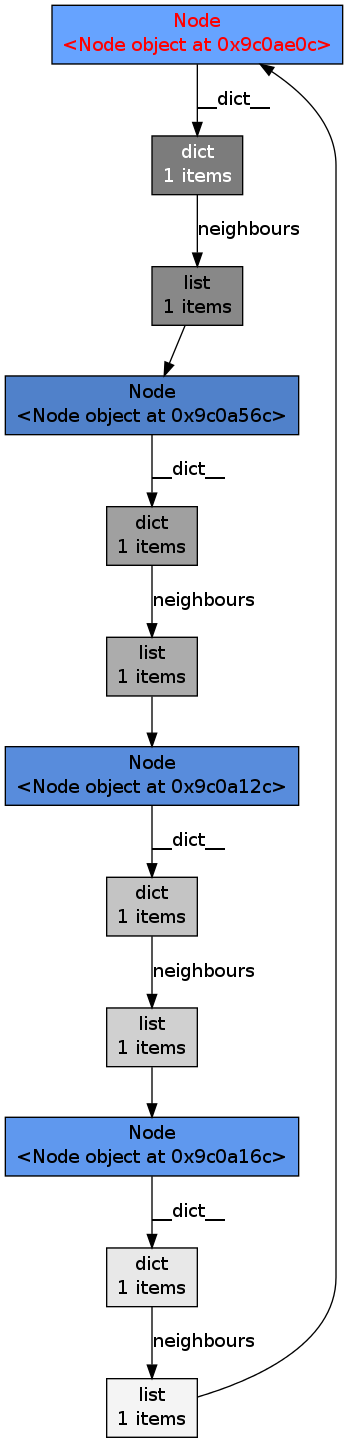 Node
<Node object at 0x9c0ae0c>
__dict__
dict
1 items
neighbours
list
1 items
Node
<Node object at 0x9c0a56c>
__dict__
dict
1 items
neighbours
list
1 items
Node
<Node object at 0x9c0a12c>
__dict__
dict
1 items
neighbours
list
1 items
Node
<Node object at 0x9c0a16c>
__dict__
dict
1 items
neighbours
list
1 items